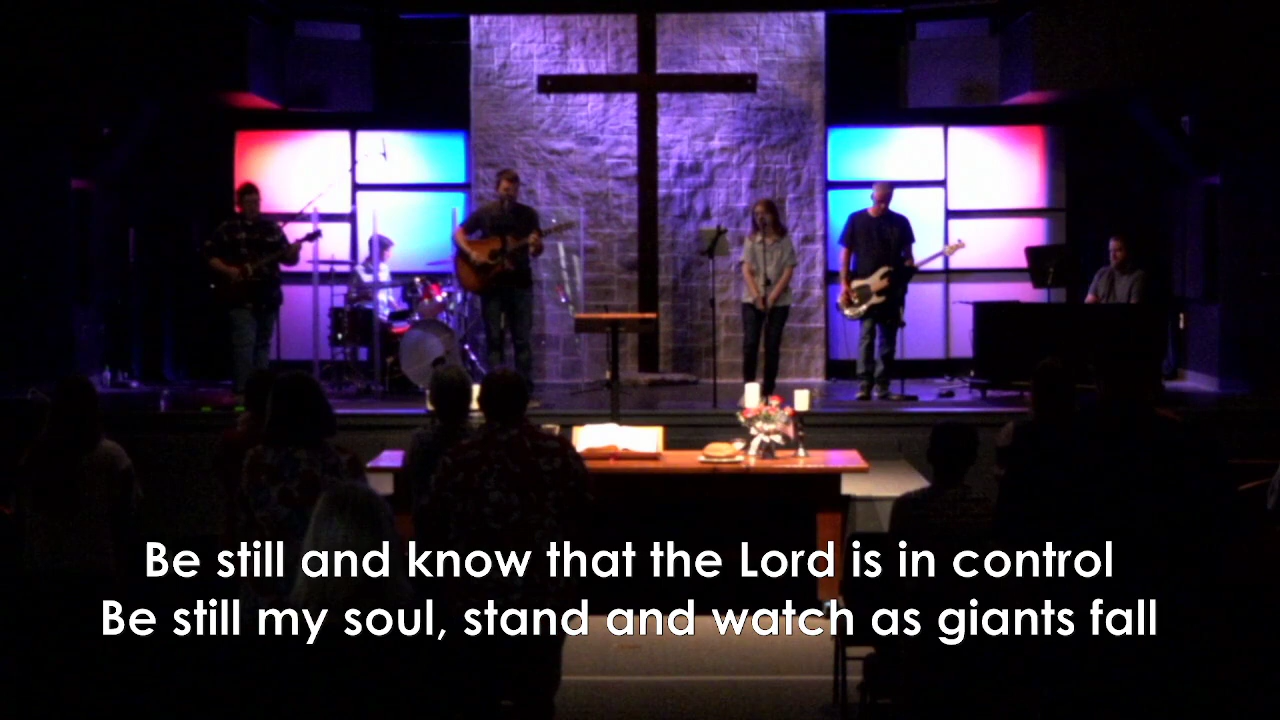 Be still and know that the Lord is in control
Be still my soul, stand and watch as giants fall